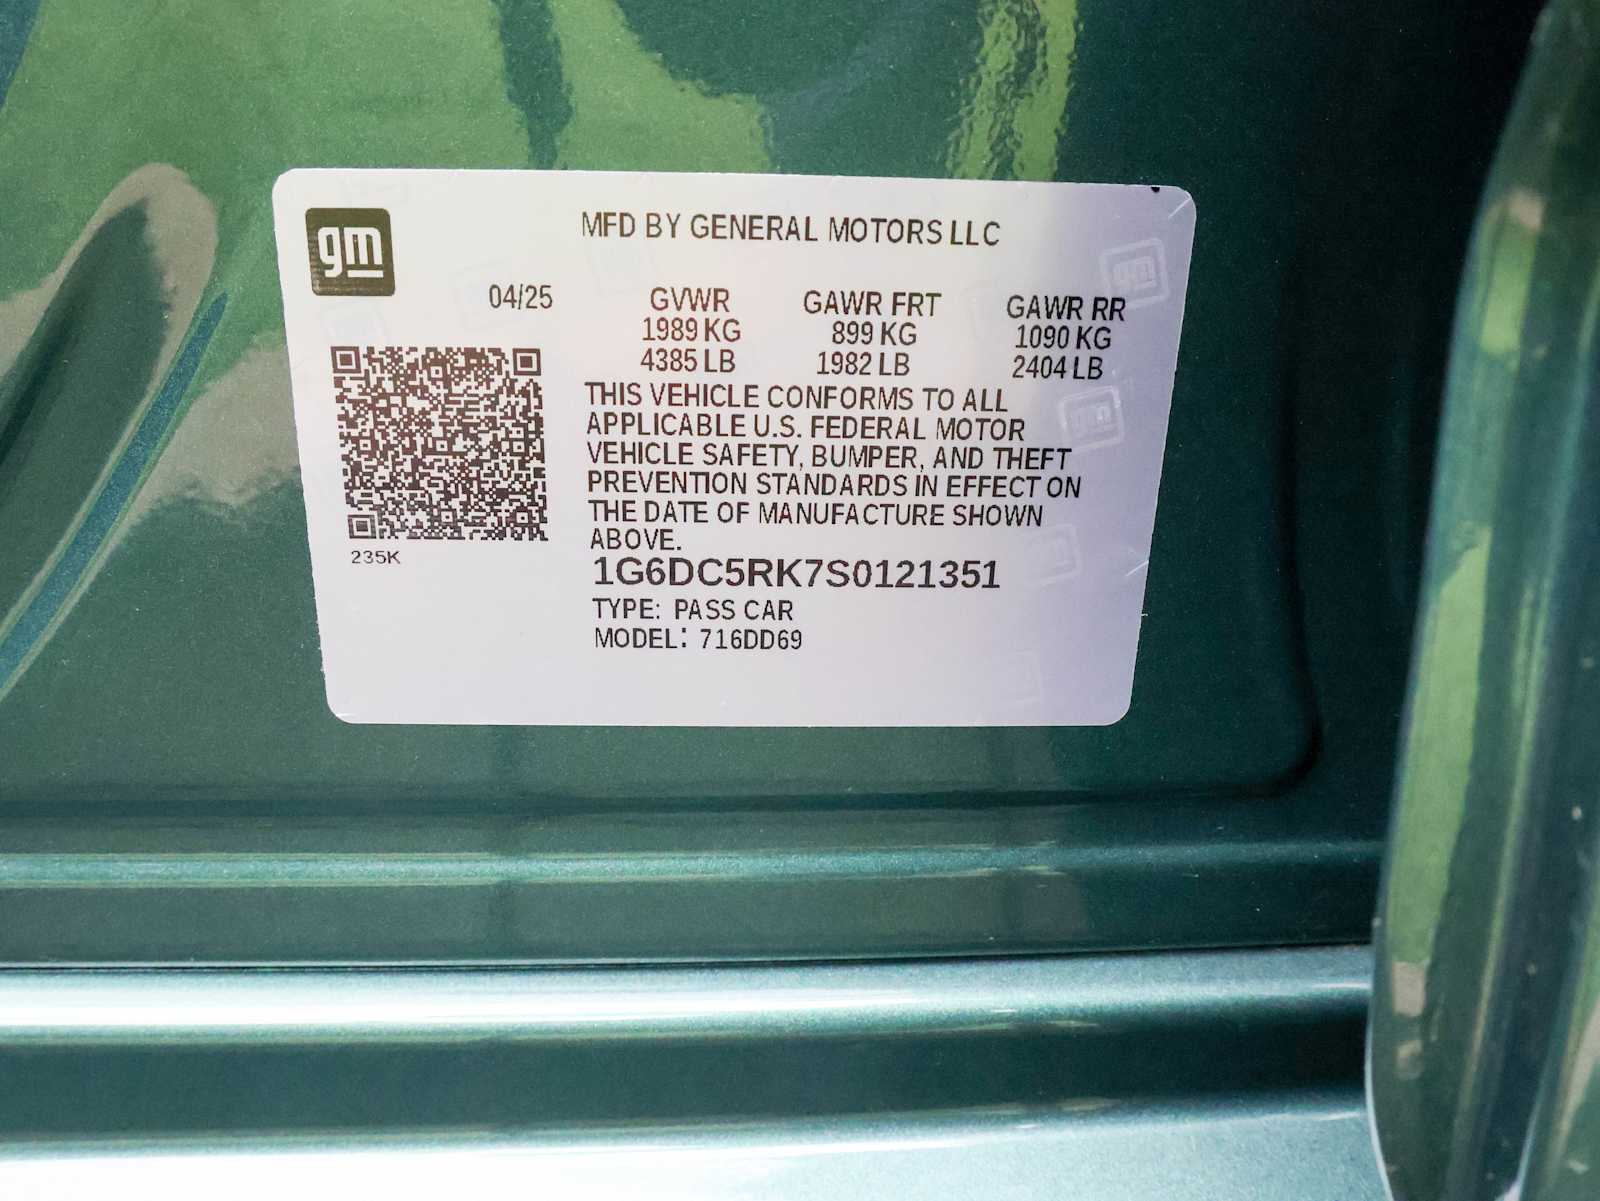 gm
MFD BY GENERAL MOTORS LLC
04/25 GVWR GAWR FRT GAWR RR
1989 KG 899 KG 1090 KG
4385 LB 1982 LB 2404 LB
THIS VEHICLE CONFORMS TO ALL
APPLICABLE U.S. FEDERAL MOTOR
VEHICLE SAFETY, BUMPER, AND THEFT
PREVENTION STANDARDS IN EFFECT ON
THE DATE OF MANUFACTURE SHOWN
ABOVE.
235K
1G6DC5RK7S0121351
TYPE: PASS CAR
MODEL: 716DD69